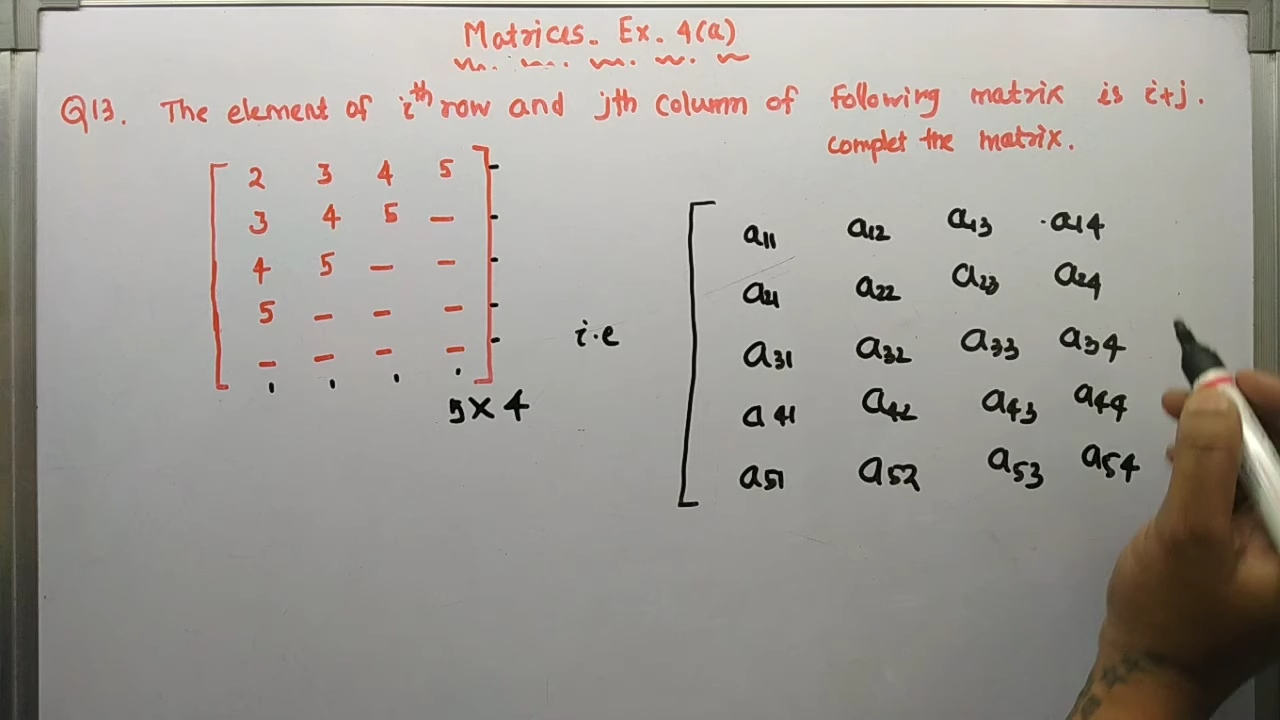 Matrices. Ex. 4(a)
Q13. The element of ith row and jth column of following matrix is i+j.
complet the matrix.
2 3 4 5
3 4 5 –
4 5 – –
5 – – –
– – – –
5 × 4
i.e
a11 a12 a13 a14
a21 a22 a23 a24
a31 a32 a33 a34
a41 a42 a43 a44
a51 a52 a53 a54